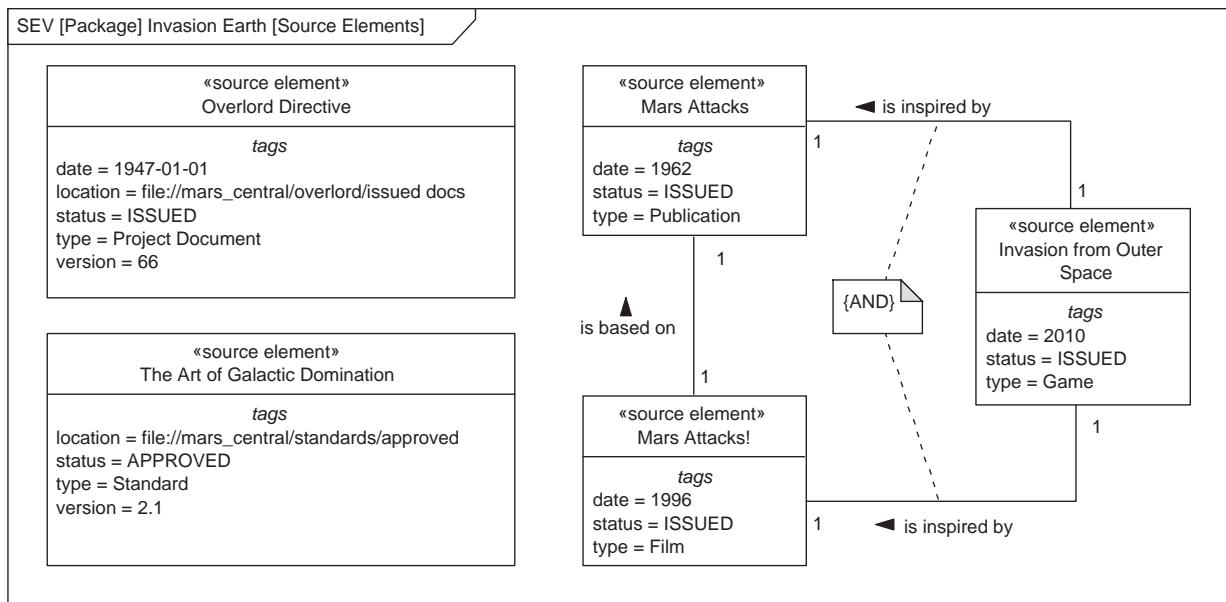 SEV [Package] Invasion Earth [Source Elements]
«source element»
Overlord Directive
tags
date = 1947-01-01
location = file://mars_central/overlord/issued docs
status = ISSUED
type = Project Document
version = 66
«source element»
The Art of Galactic Domination
tags
location = file://mars_central/standards/approved
status = APPROVED
type = Standard
version = 2.1
«source element»
Mars Attacks
tags
date = 1962
status = ISSUED
type = Publication
is inspired by
1
1
1
is based on
1
{AND}
«source element»
Invasion from Outer
Space
tags
date = 2010
status = ISSUED
type = Game
1
«source element»
Mars Attacks!
tags
date = 1996
status = ISSUED
type = Film
1
is inspired by